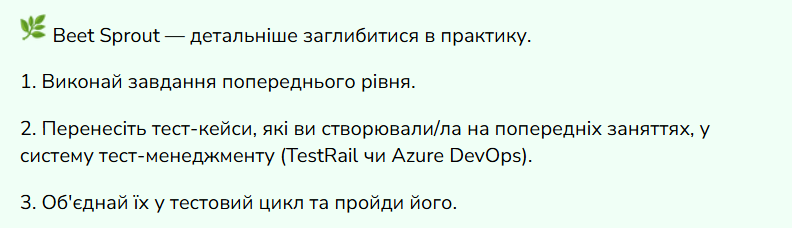 🌿 Beet Sprout — детальніше заглибитися в практику.
1. Виконай завдання попереднього рівня.
2. Перенесіть тест-кейси, які ви створювали/ла на попередніх заняттях, у
систему тест-менеджменту (TestRail чи Azure DevOps).
3. Об'єднай їх у тестовий цикл та пройди його.